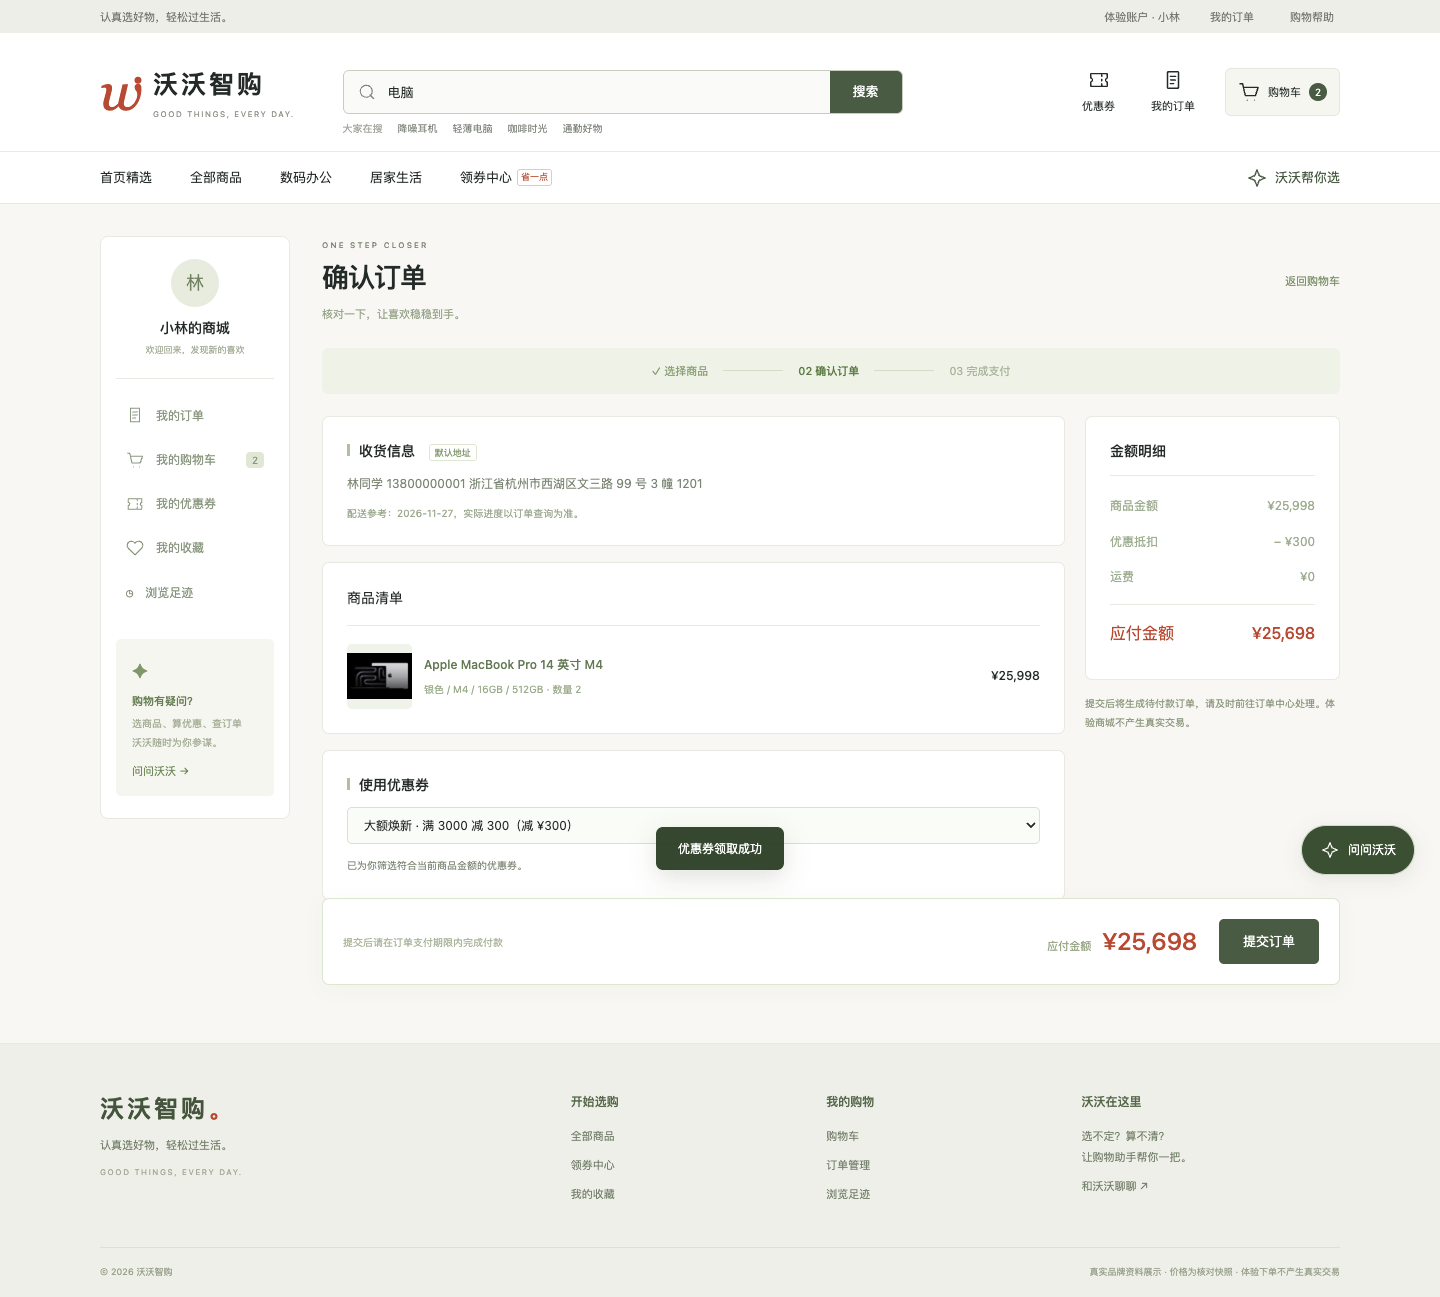 认真选好物，轻松过生活。
体验账户 · 小林 我的订单 购物帮助
w 沃沃智购
GOOD THINGS, EVERY DAY.
电脑 搜索
大家在搜 降噪耳机 轻薄电脑 咖啡时光 通勤好物
优惠券 我的订单 购物车 2
首页精选 全部商品 数码办公 居家生活 领券中心 省一点 沃沃帮你选
林
小林的商城
欢迎回来，发现新的喜欢
我的订单
我的购物车 2
我的优惠券
我的收藏
浏览足迹
购物有疑问？
选商品、算优惠、查订单
沃沃随时为你参谋。
问问沃沃 →
ONE STEP CLOSER
确认订单
返回购物车
核对一下，让喜欢稳稳到手。
✓ 选择商品 02 确认订单 03 完成支付
收货信息 默认地址
林同学 13800000001 浙江省杭州市西湖区文三路 99 号 3 幢 1201
配送参考：2026-11-27，实际进度以订单查询为准。
商品清单
Apple MacBook Pro 14 英寸 M4
银色 / M4 / 16GB / 512GB · 数量 2
¥25,998
使用优惠券
大额焕新 · 满 3000 减 300（减 ¥300）
优惠券领取成功
已为你筛选符合当前商品金额的优惠券。
金额明细
商品金额 ¥25,998
优惠抵扣 − ¥300
运费 ¥0
应付金额 ¥25,698
提交后将生成待付款订单，请及时前往订单中心处理。体
验商城不产生真实交易。
问问沃沃
提交后请在订单支付期限内完成付款
应付金额 ¥25,698 提交订单
沃沃智购。
认真选好物，轻松过生活。
GOOD THINGS, EVERY DAY.
开始选购
全部商品
领券中心
我的收藏
我的购物
购物车
订单管理
浏览足迹
沃沃在这里
选不定？算不清？
让购物助手帮你一把。
和沃沃聊聊 ↗
© 2026 沃沃智购
真实品牌资料展示 · 价格为核对快照 · 体验下单不产生真实交易